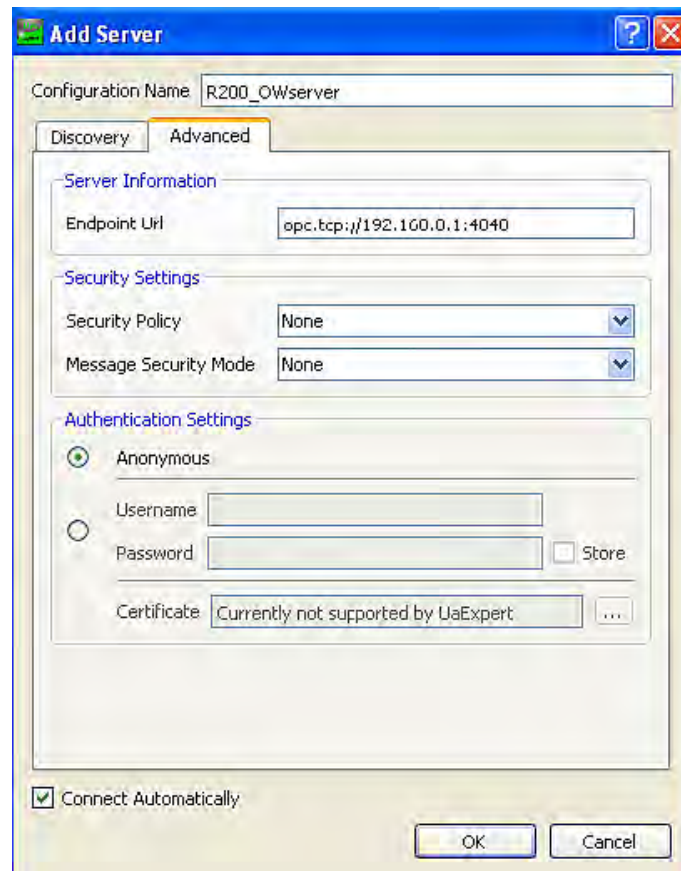 Add Server
Configuration Name R200_OWserver
Discovery Advanced
Server Information
Endpoint Url opc.tcp://192.160.0.1:4040
Security Settings
Security Policy None
Message Security Mode None
Authentication Settings
Anonymous
Username
Password Store
Certificate Currently not supported by UaExpert ...
Connect Automatically
OK Cancel